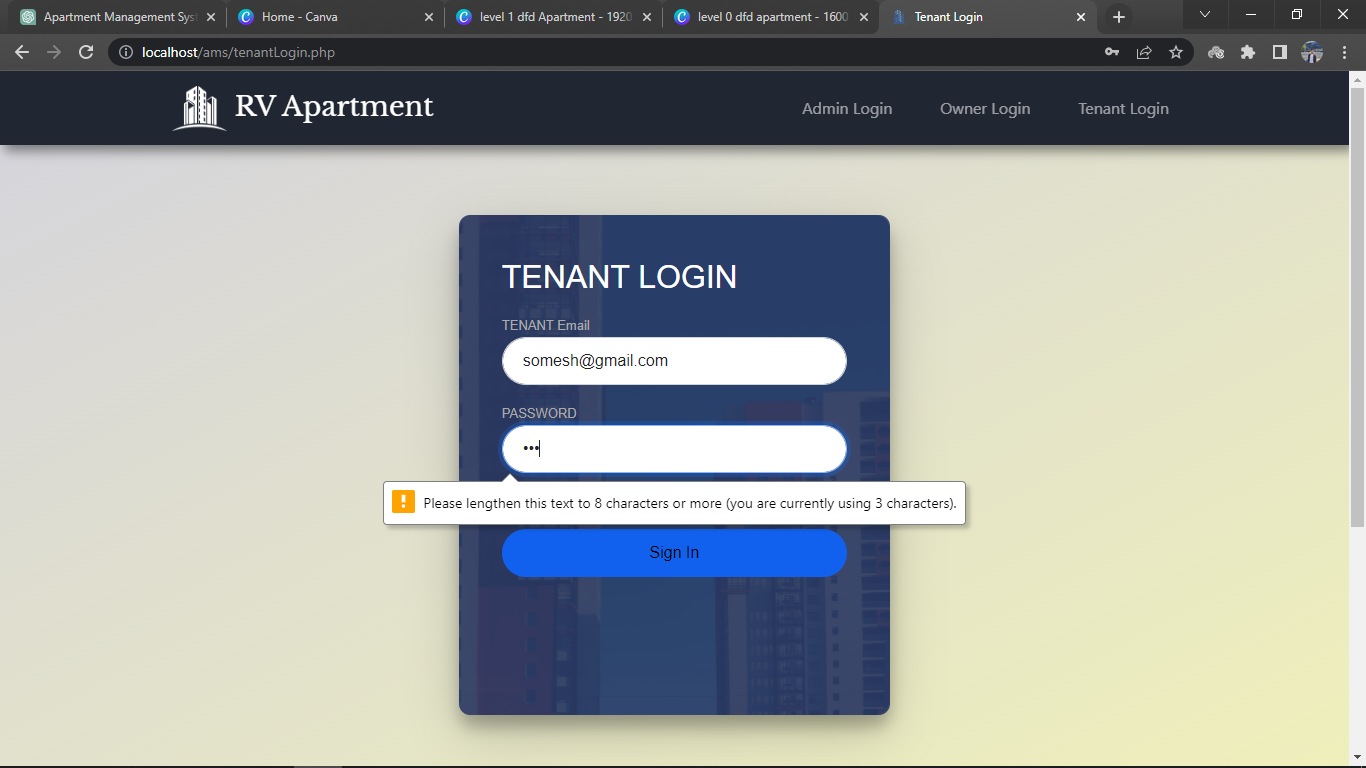 Apartment Management Sys
Home - Canva
level 1 dfd Apartment - 1920
level 0 dfd apartment - 1600
Tenant Login
localhost/ams/tenantLogin.php
RV Apartment
Admin Login
Owner Login
Tenant Login
TENANT LOGIN
TENANT Email
somesh@gmail.com
PASSWORD
•••
Please lengthen this text to 8 characters or more (you are currently using 3 characters).
Sign In